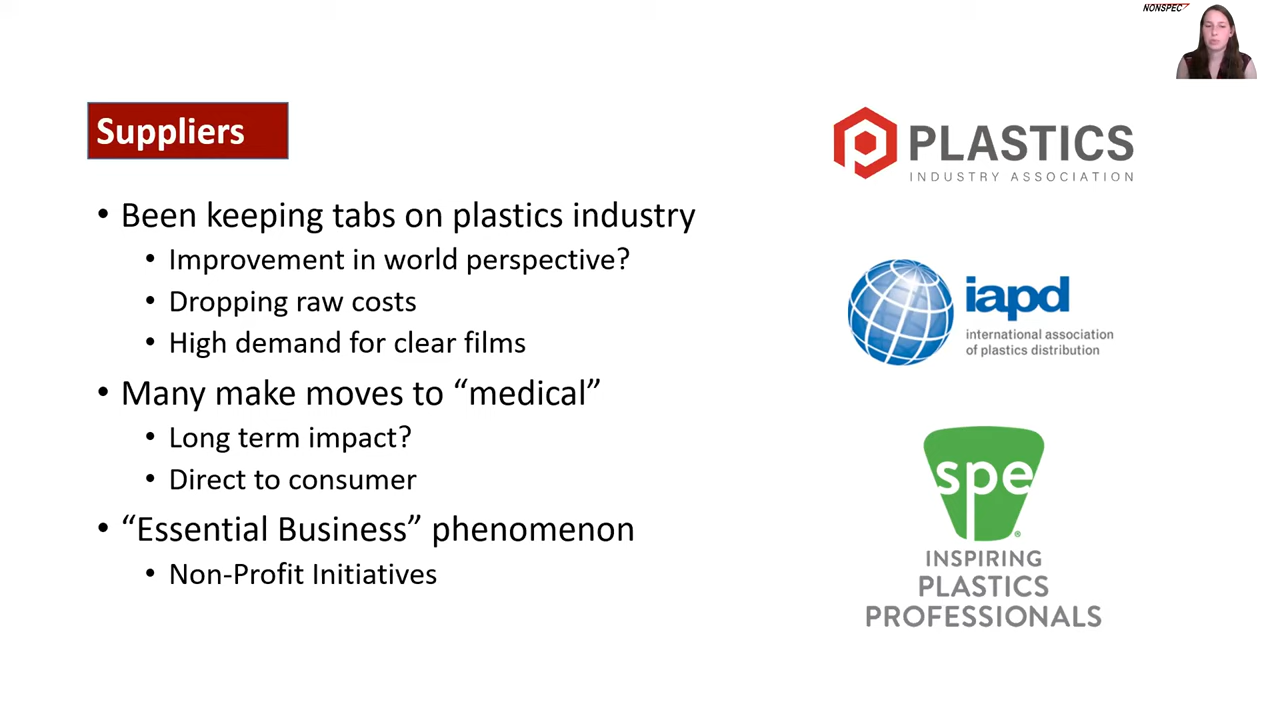 NONSPEC
Suppliers
• Been keeping tabs on plastics industry
• Improvement in world perspective?
• Dropping raw costs
• High demand for clear films
• Many make moves to “medical”
• Long term impact?
• Direct to consumer
• “Essential Business” phenomenon
• Non-Profit Initiatives
PLASTICS
INDUSTRY ASSOCIATION
iapd
international association
of plastics distribution
spe
®
INSPIRING
PLASTICS
PROFESSIONALS